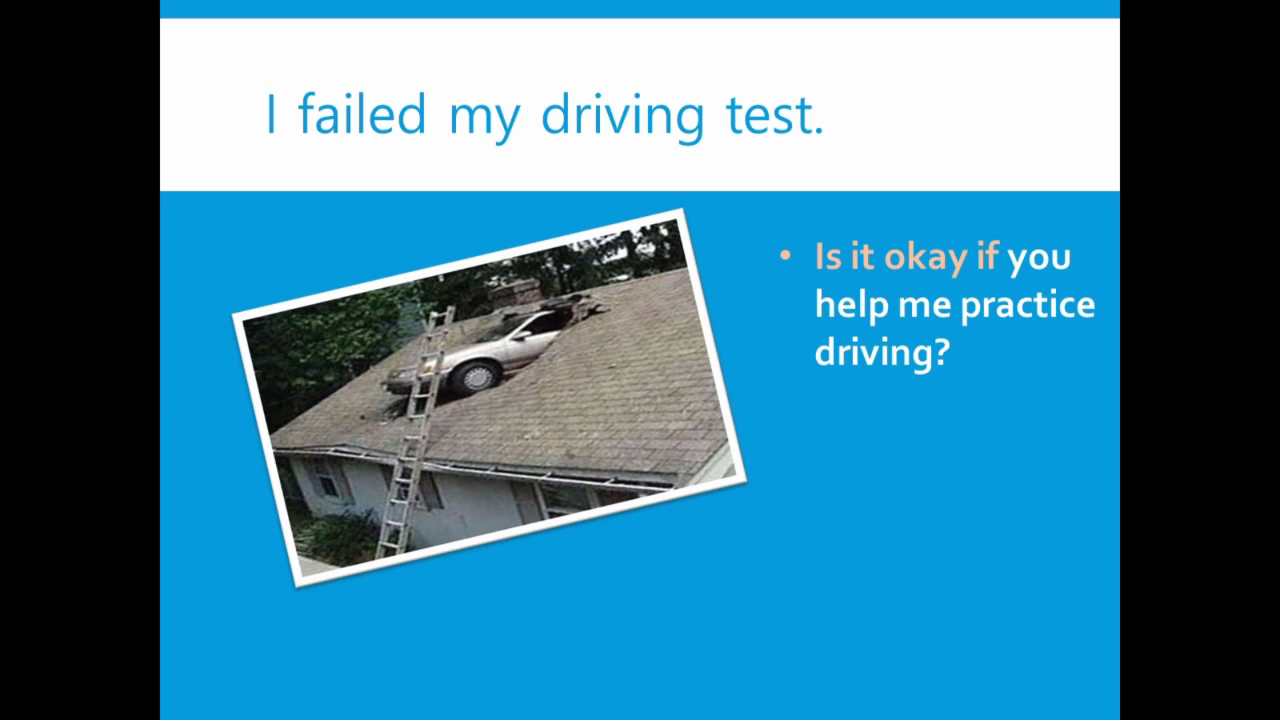 I failed my driving test.
• Is it okay if you
help me practice
driving?